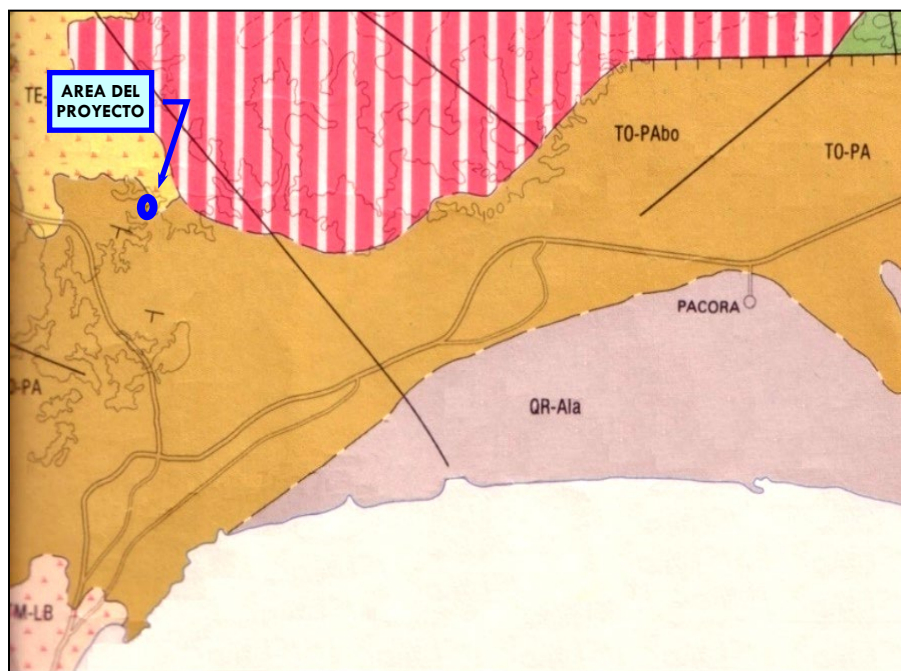 AREA DEL
PROYECTO
TE-
TO-PAbo
TO-PA
PACORA
O-PA
QR-Ala
M-LB